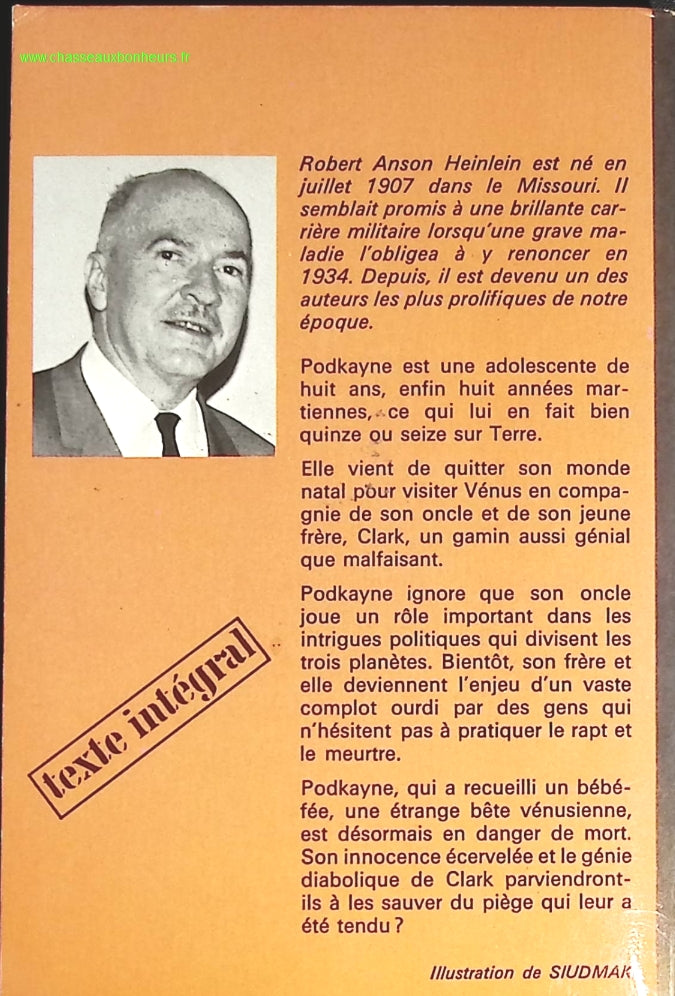 www.chasseauxbonheurs.fr
Robert Anson Heinlein est né en
juillet 1907 dans le Missouri. Il
semblait promis à une brillante car-
rière militaire lorsqu'une grave ma-
ladie l'obligea à y renoncer en
1934. Depuis, il est devenu un des
auteurs les plus prolifiques de notre
époque.
Podkayne est une adolescente de
huit ans, enfin huit années mar-
tiennes, ce qui lui en fait bien
quinze ou seize sur Terre.
Elle vient de quitter son monde
natal pour visiter Vénus en compa-
gnie de son oncle et de son jeune
frère, Clark, un gamin aussi génial
que malfaisant.
Podkayne ignore que son oncle
joue un rôle important dans les
intrigues politiques qui divisent les
trois planètes. Bientôt, son frère et
elle deviennent l'enjeu d'un vaste
complot ourdi par des gens qui
n'hésitent pas à pratiquer le rapt et
le meurtre.
Podkayne, qui a recueilli un bébé-
fée, une étrange bête vénusienne,
est désormais en danger de mort.
Son innocence écervelée et le génie
diabolique de Clark parviendront-
ils à les sauver du piège qui leur a
été tendu ?
texte intégral
Illustration de SIUDMAK